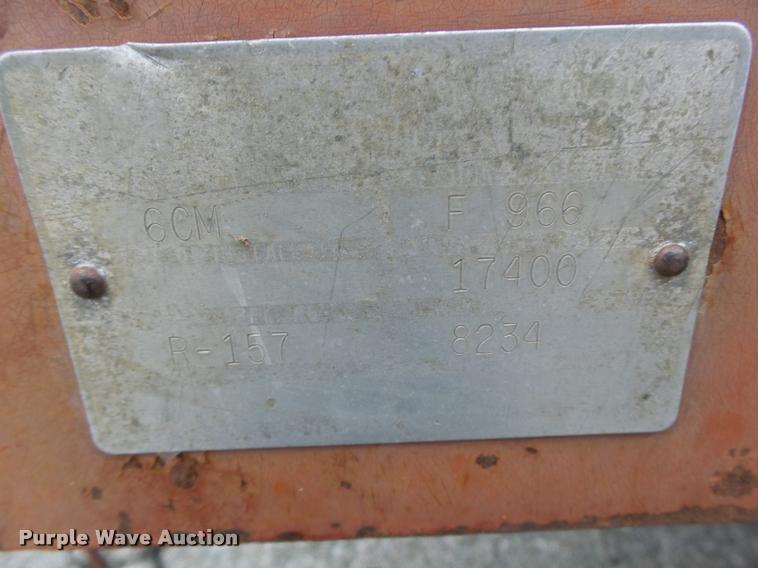 6CM F 966
17400
R-157 8234
Purple Wave Auction